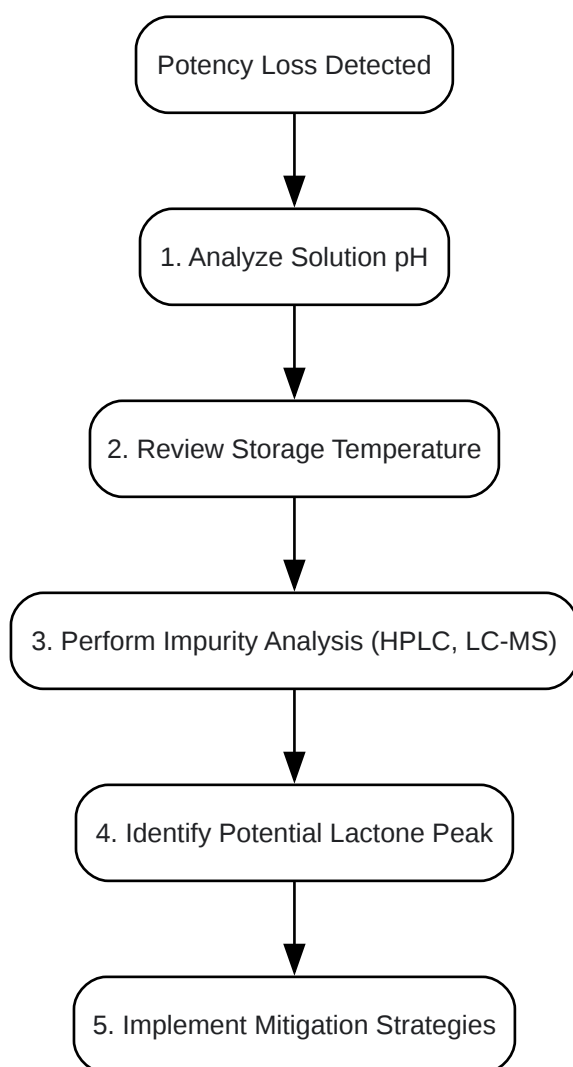 Potency Loss Detected
1. Analyze Solution pH
2. Review Storage Temperature
3. Perform Impurity Analysis (HPLC, LC-MS)
4. Identify Potential Lactone Peak
5. Implement Mitigation Strategies